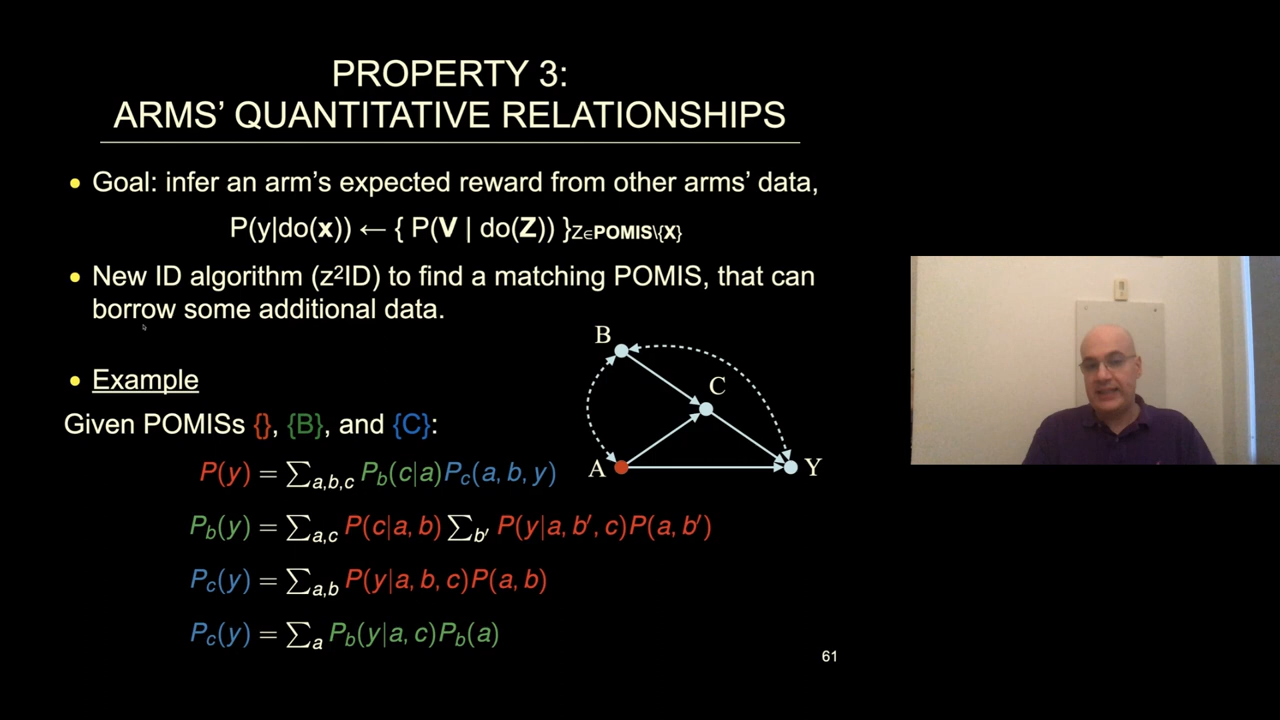 PROPERTY 3:
ARMS' QUANTITATIVE RELATIONSHIPS
• Goal: infer an arm's expected reward from other arms' data,
P(y|do(x)) ← { P(V | do(Z)) }Z∈POMIS\{X}
• New ID algorithm (z²ID) to find a matching POMIS, that can
borrow some additional data.
• Example
Given POMISs {}, {B}, and {C}:
P(y) = ∑a,b,c Pb(c|a)Pc(a, b, y)
Pb(y) = ∑a,c P(c|a, b) ∑b′ P(y|a, b′, c)P(a, b′)
Pc(y) = ∑a,b P(y|a, b, c)P(a, b)
Pc(y) = ∑a Pb(y|a, c)Pb(a)
B
C
A
Y
61